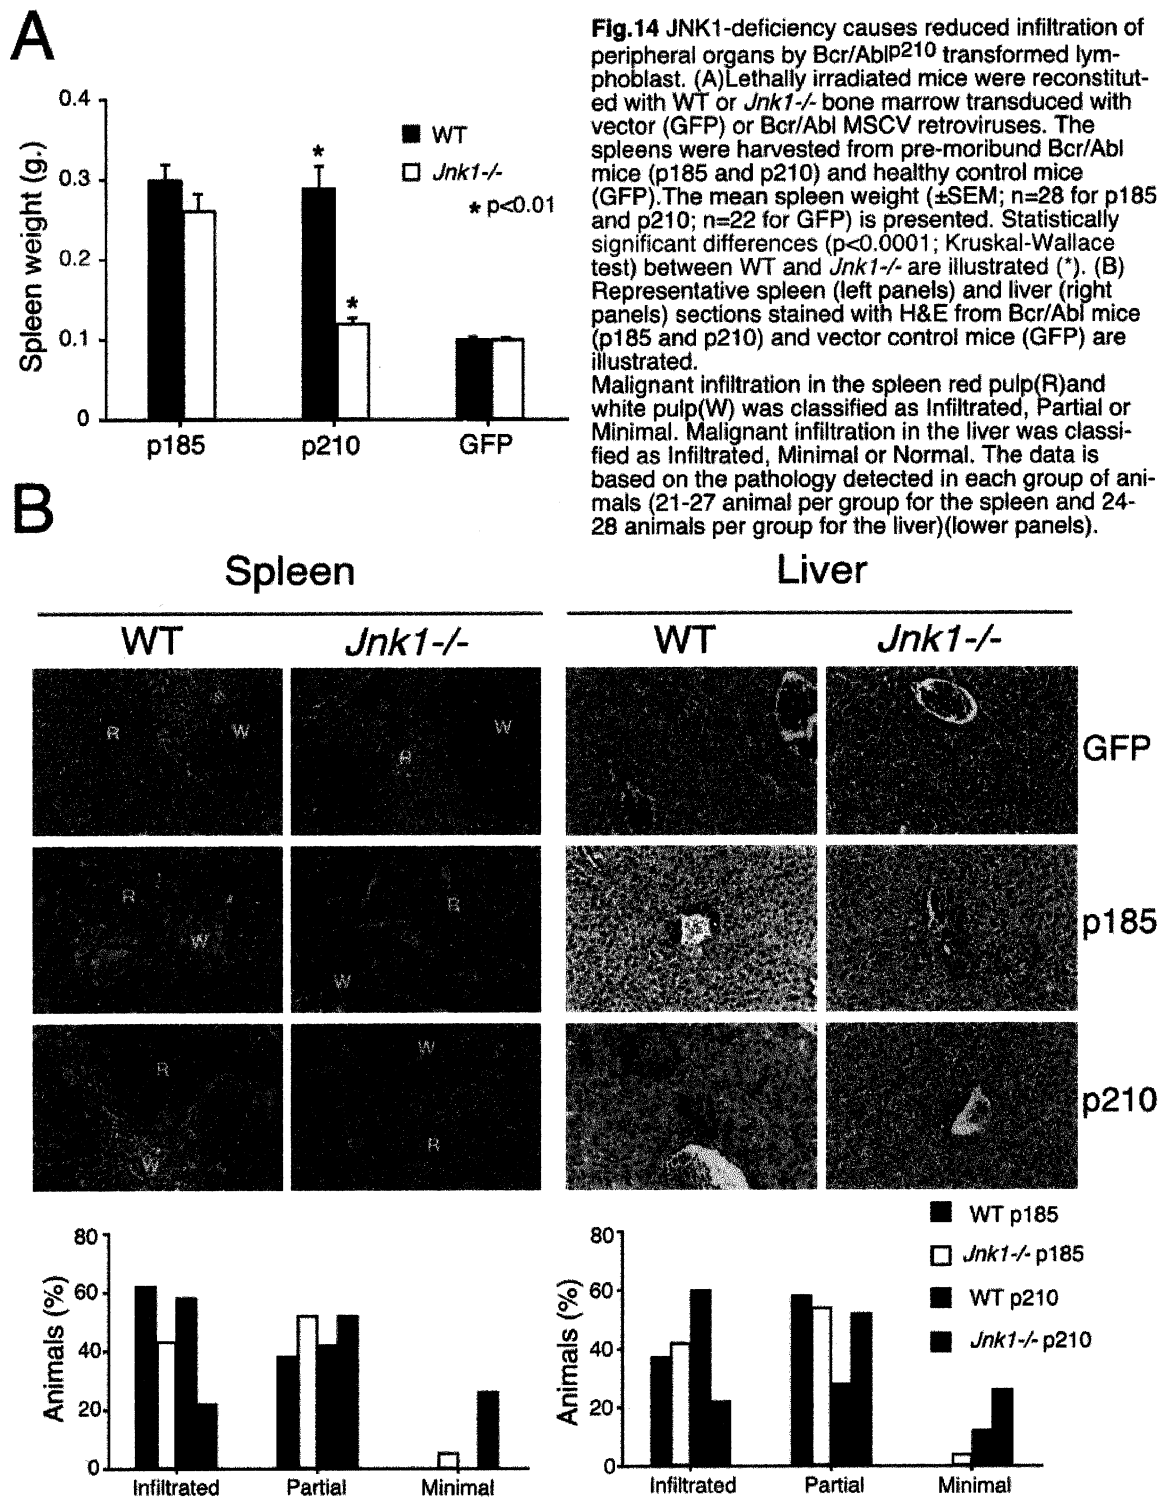 A
0.4
0.3
0.2
0.1
0
Spleen weight (g.)
WT
Jnk1-/-
* p<0.01
*
*
p185
p210
GFP
Fig.14 JNK1-deficiency causes reduced infiltration of
peripheral organs by Bcr/Ablp210 transformed lym-
phoblast. (A)Lethally irradiated mice were reconstitut-
ed with WT or Jnk1-/- bone marrow transduced with
vector (GFP) or Bcr/Abl MSCV retroviruses. The
spleens were harvested from pre-moribund Bcr/Abl
mice (p185 and p210) and healthy control mice
(GFP).The mean spleen weight (±SEM; n=28 for p185
and p210; n=22 for GFP) is presented. Statistically
significant differences (p<0.0001; Kruskal-Wallace
test) between WT and Jnk1-/- are illustrated (*). (B)
Representative spleen (left panels) and liver (right
panels) sections stained with H&E from Bcr/Abl mice
(p185 and p210) and vector control mice (GFP) are
illustrated.
Malignant infiltration in the spleen red pulp(R)and
white pulp(W) was classified as Infiltrated, Partial or
Minimal. Malignant infiltration in the liver was classi-
fied as Infiltrated, Minimal or Normal. The data is
based on the pathology detected in each group of ani-
mals (21-27 animal per group for the spleen and 24-
28 animals per group for the liver)(lower panels).
B
Spleen
Liver
WT
Jnk1-/-
WT
Jnk1-/-
R
W
R
W
GFP
R
W
R
W
p185
R
W
W
R
p210
80
60
40
20
0
Animals (%)
Infiltrated
Partial
Minimal
80
60
40
20
0
Animals (%)
Infiltrated
Partial
Minimal
WT p185
Jnk1-/- p185
WT p210
Jnk1-/- p210